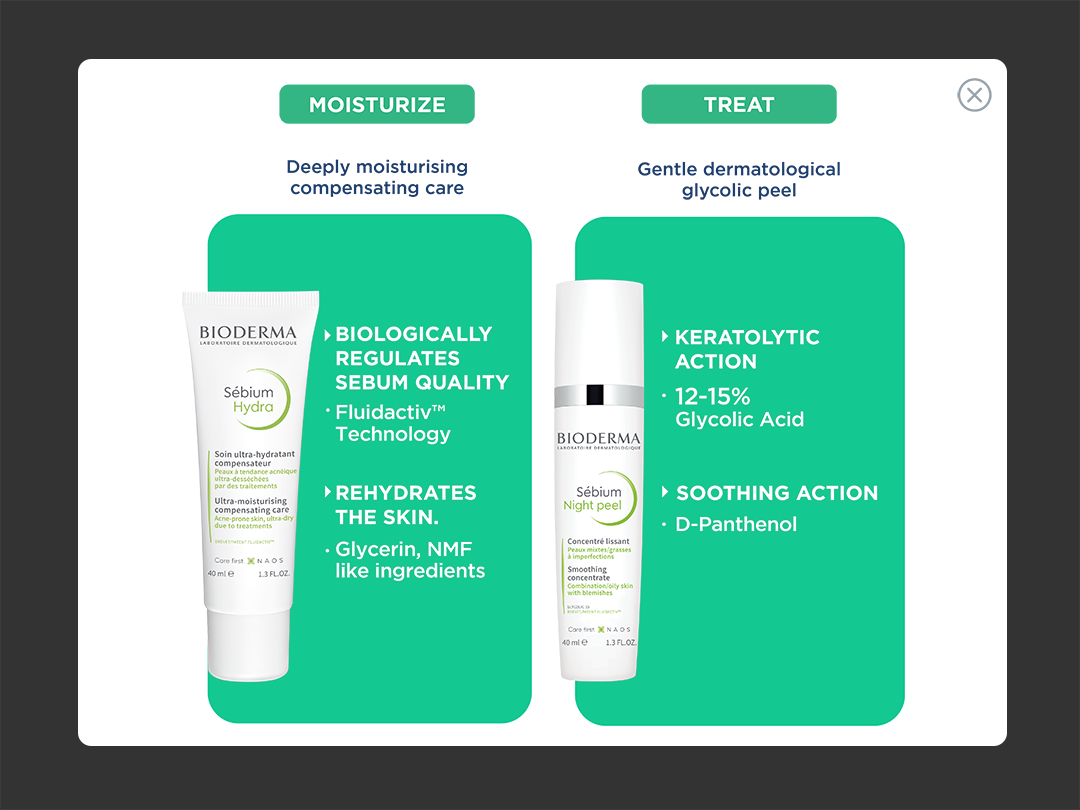 MOISTURIZE
Deeply moisturising
compensating care
BIOLOGICALLY
REGULATES
SEBUM QUALITY
· Fluidactiv™
Technology
REHYDRATES
THE SKIN.
· Glycerin, NMF
like ingredients
BIODERMA
LABORATOIRE DERMATOLOGIQUE
Sébium
Hydra
Soin ultra-hydratant
compensateur
Peaux à tendance acnéique
ultra-desséchées
par des traitements
Ultra-moisturising
compensating care
Acne-prone skin, ultra-dry
due to treatments
Care first NAOS
40 ml ℮ 1.3 FL.OZ.
TREAT
Gentle dermatological
glycolic peel
KERATOLYTIC
ACTION
· 12-15%
Glycolic Acid
SOOTHING ACTION
· D-Panthenol
BIODERMA
LABORATOIRE DERMATOLOGIQUE
Sébium
Night peel
Concentré lissant
Peaux mixtes/grasses
à imperfections
Smoothing
concentrate
Combination/oily skin
with blemishes
Care first NAOS
40 ml ℮ 1.3 FL.OZ.